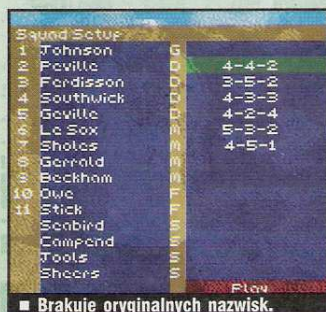 Squad Setup
1 Johnson G
2 Peville D 4-4-2
3 Ferdisson D 3-5-2
4 Southwick D 4-3-3
5 Geville D 4-2-4
6 Le Sox M 5-3-2
7 Sholes M 4-5-1
8 Gerrald M
9 Beckham M
10 Owe F
11 Stick F
Seabird S
Campend S
Tools S
Sheers S
Play
■ Brakuje oryginalnych nazwisk.